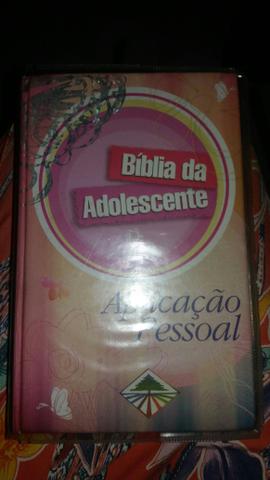 Bíblia da
Adolescente
Aplicação
Pessoal